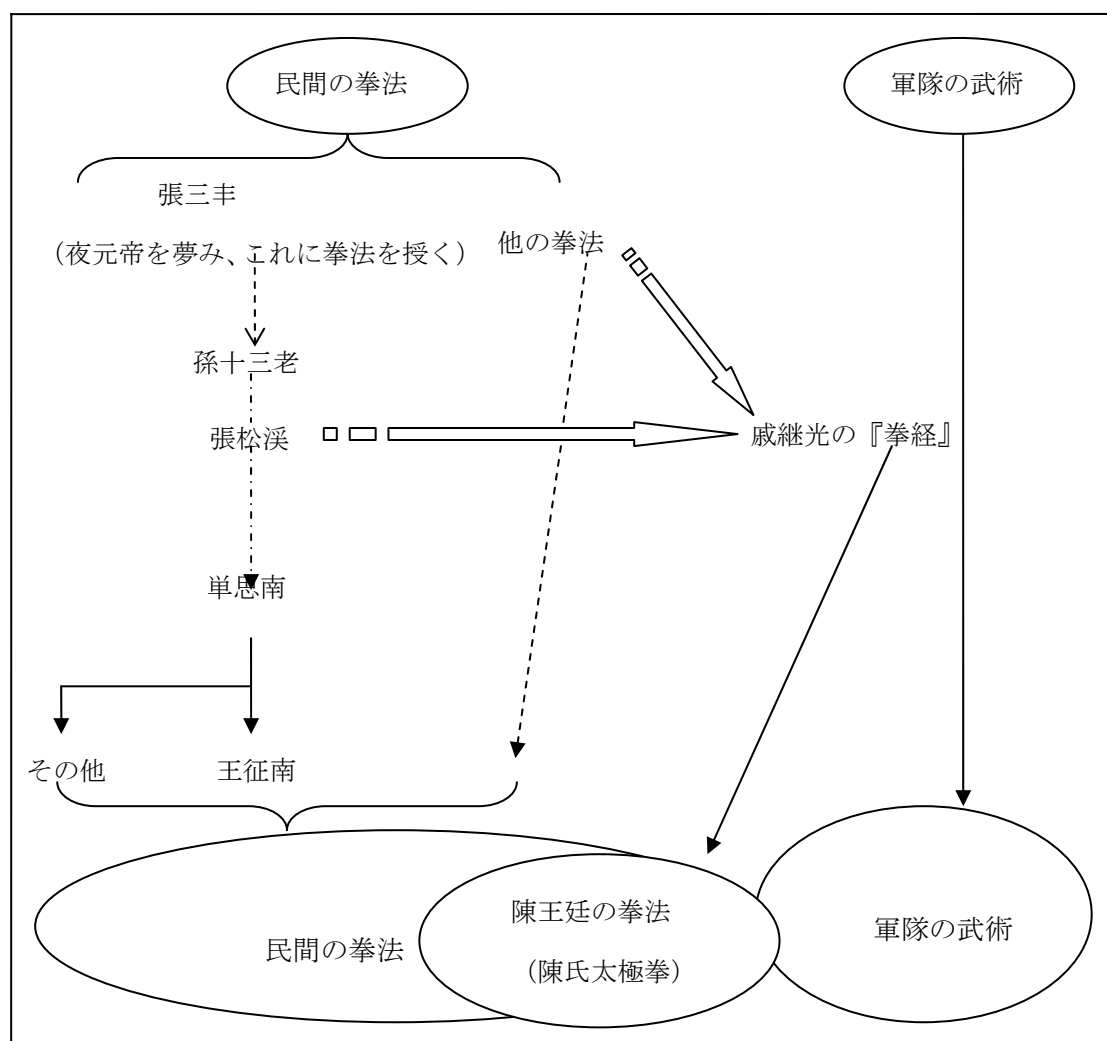 民間の拳法
軍隊の武術
張三丰
（夜元帝を夢み、これに拳法を授く）
他の拳法
孫十三老
張松渓
戚継光の『拳経』
単思南
その他
王征南
陳王廷の拳法
（陳氏太極拳）
民間の拳法
軍隊の武術